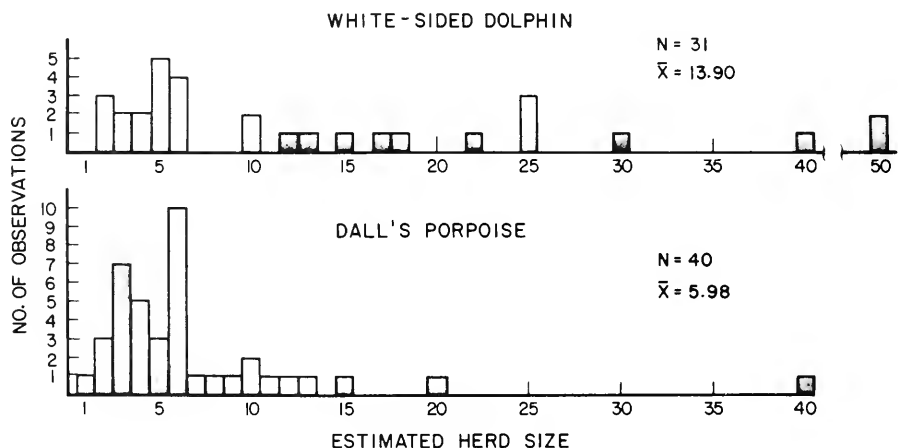 WHITE-SIDED DOLPHIN
N = 31
X̄ = 13.90
5
4
3
2
1
1 5 10 15 20 25 30 35 40 50
NO. OF OBSERVATIONS
DALL'S PORPOISE
N = 40
X̄ = 5.98
10
9
8
7
6
5
4
3
2
1
1 5 10 15 20 25 30 35 40
ESTIMATED HERD SIZE